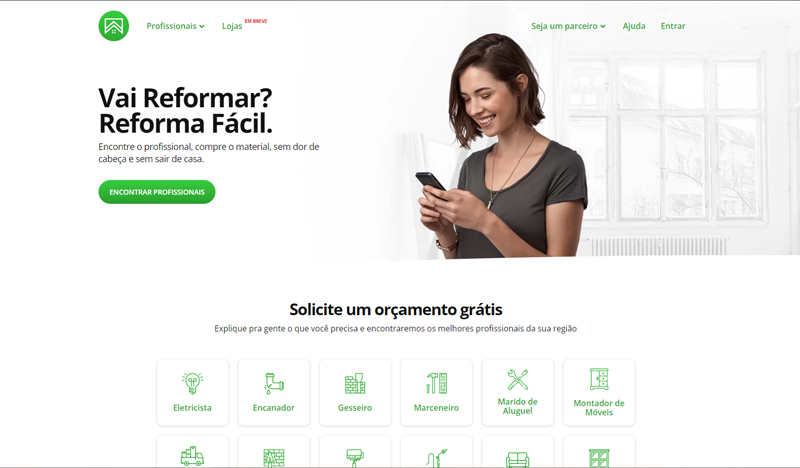 Profissionais
Lojas
EM BREVE
Seja um parceiro
Ajuda
Entrar
Vai Reformar?
Reforma Fácil.
Encontre o profissional, compre o material, sem dor de
cabeça e sem sair de casa.
ENCONTRAR PROFISSIONAIS
Solicite um orçamento grátis
Explique pra gente o que você precisa e encontraremos os melhores profissionais da sua região
Eletricista
Encanador
Gesseiro
Marceneiro
Marido de
Aluguel
Montador de
Móveis